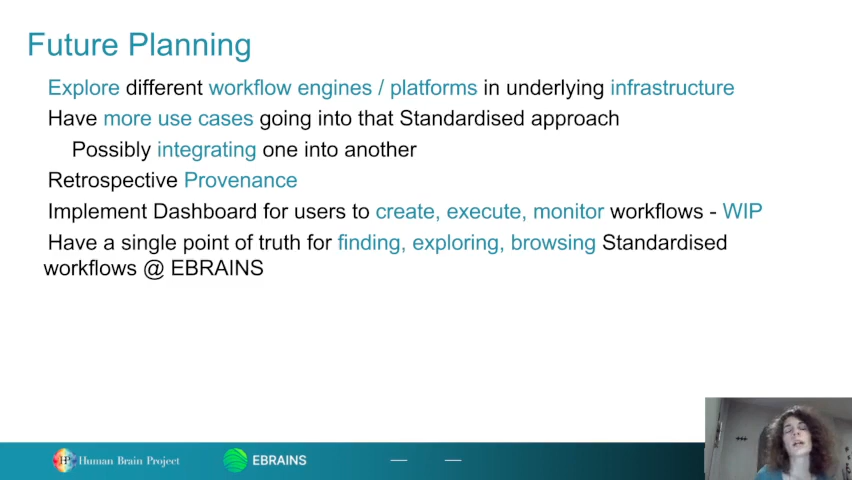 Future Planning
Explore different workflow engines / platforms in underlying infrastructure
Have more use cases going into that Standardised approach
Possibly integrating one into another
Retrospective Provenance
Implement Dashboard for users to create, execute, monitor workflows - WIP
Have a single point of truth for finding, exploring, browsing Standardised
workflows @ EBRAINS
HBP Human Brain Project
EBRAINS